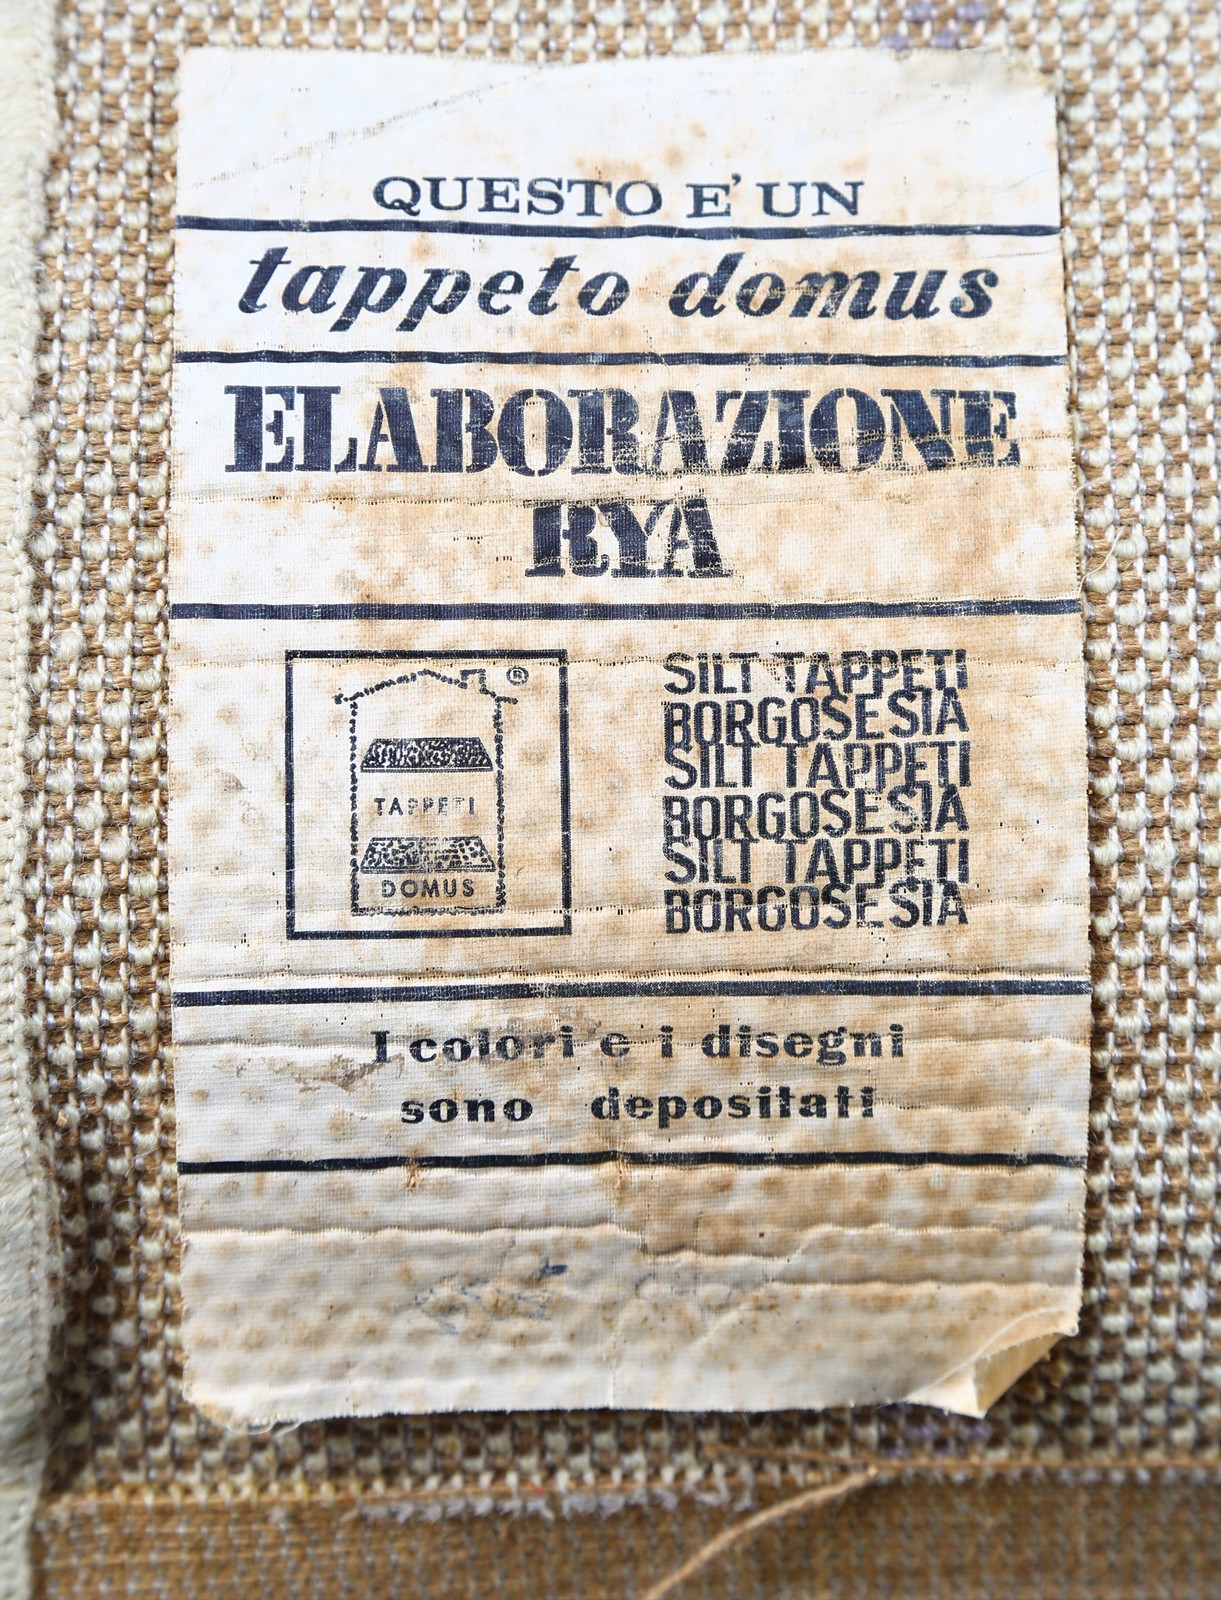 QUESTO E' UN
tappeto domus
ELABORAZIONE
RYA
®
TAPPETI
DOMUS
SILT TAPPETI
BORGOSESIA
SILT TAPPETI
BORGOSESIA
SILT TAPPETI
BORGOSESIA
I colori e i disegni
sono depositati